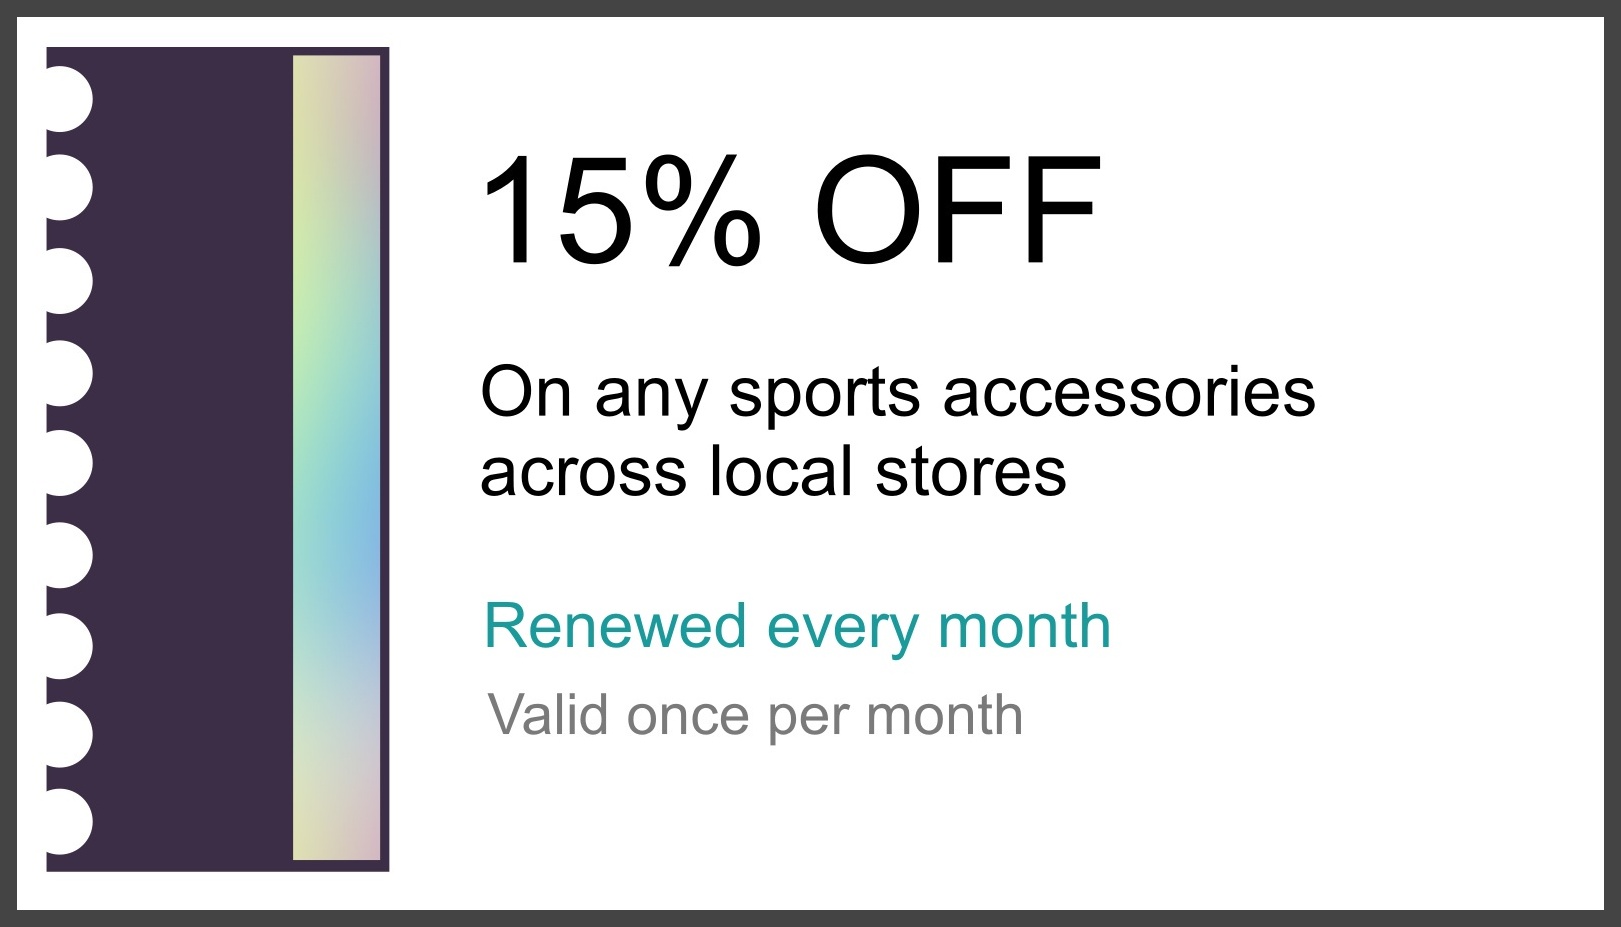 15% OFF
On any sports accessories
across local stores
Renewed every month
Valid once per month